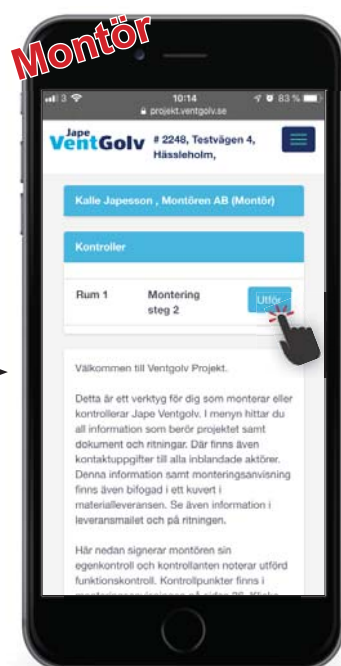 Montör
3 10:14 83 %
projekt.ventgolv.se
Jape
VentGolv # 2248, Testvägen 4,
Hässleholm,
Kalle Japesson , Montören AB (Montör)
Kontroller
Rum 1 Montering Utför
steg 2
Välkommen till Ventgolv Projekt.
Detta är ett verktyg för dig som monterar eller
kontrollerar Jape Ventgolv. I menyn hittar du
all information som berör projektet samt
dokument och ritningar. Där finns även
kontaktuppgifter till alla inblandade aktörer.
Denna information samt monteringsanvisning
finns även bifogad i ett kuvert i
materialleveransen. Se även information i
leveransmailet och på ritningen.
Här nedan signerar montören sin
egenkontroll och kontrollanten noterar utförd
funktionskontroll. Kontrollpunkter finns i